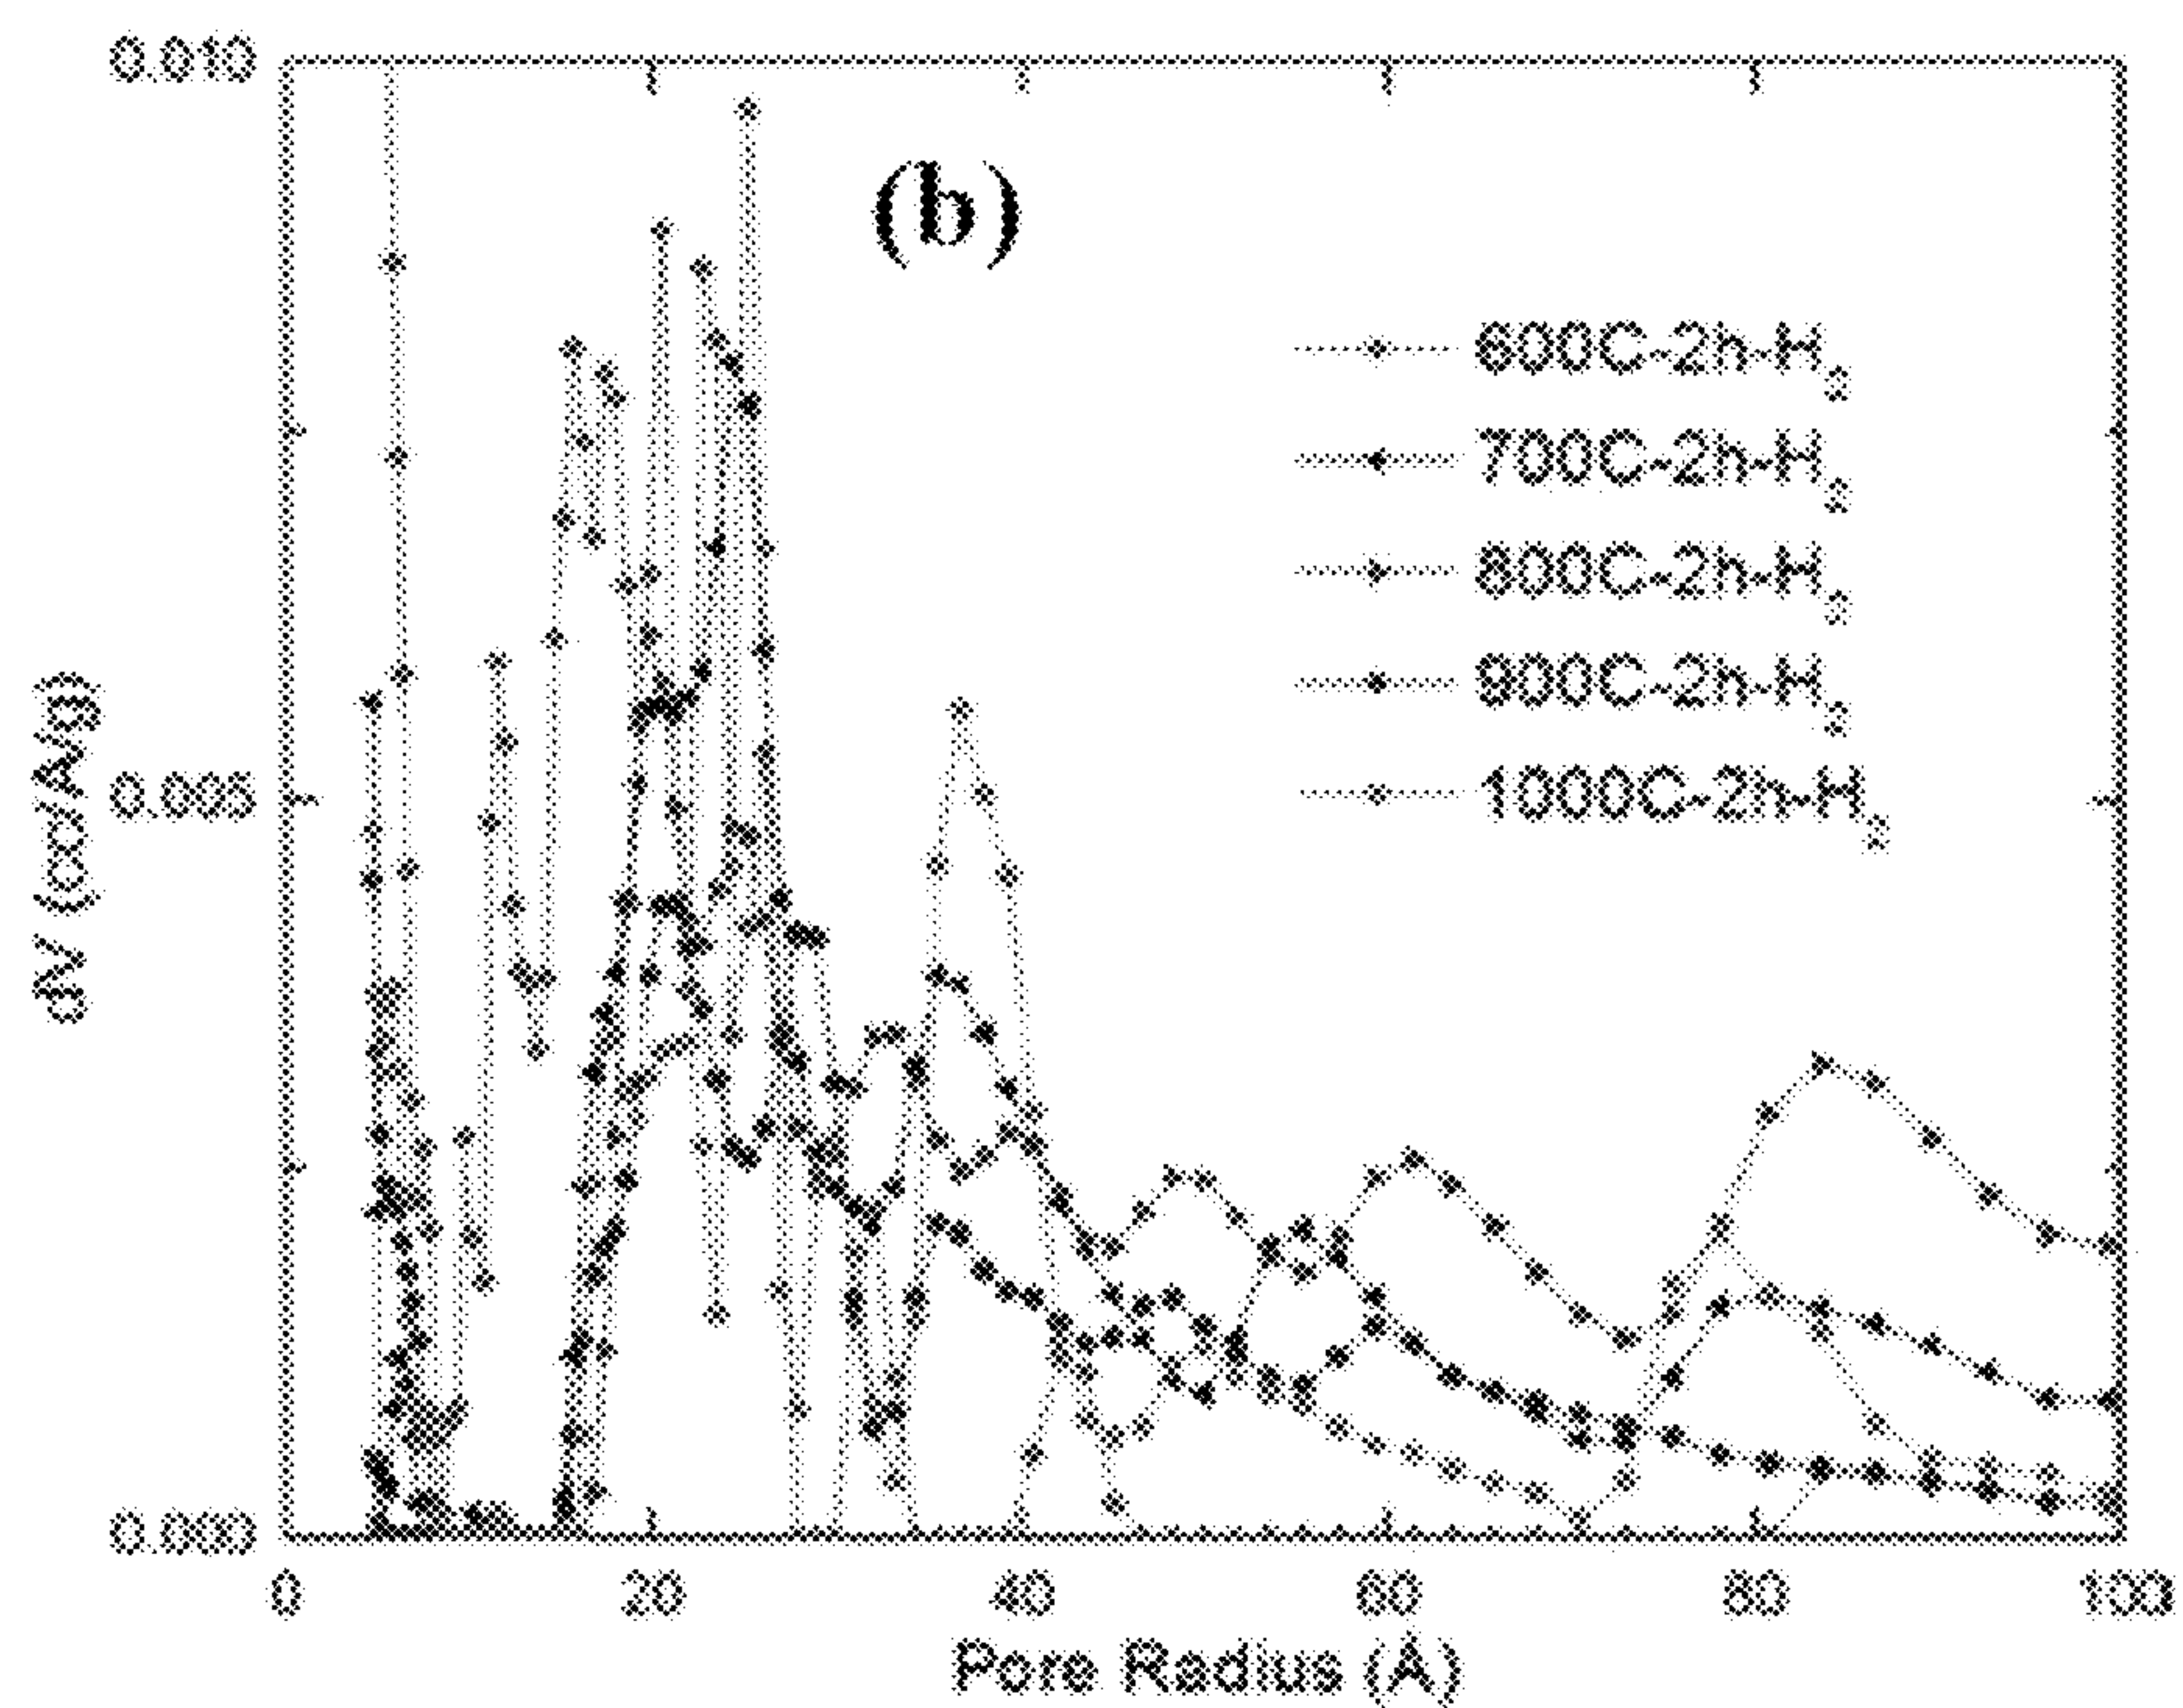 0.010
(b)
600C-2h-H2
700C-2h-H2
800C-2h-H2
900C-2h-H2
1000C-2h-H2
dV (cc/Å/g)
0.005
0.000
0 20 40 60 80 100
Pore Radius (Å)